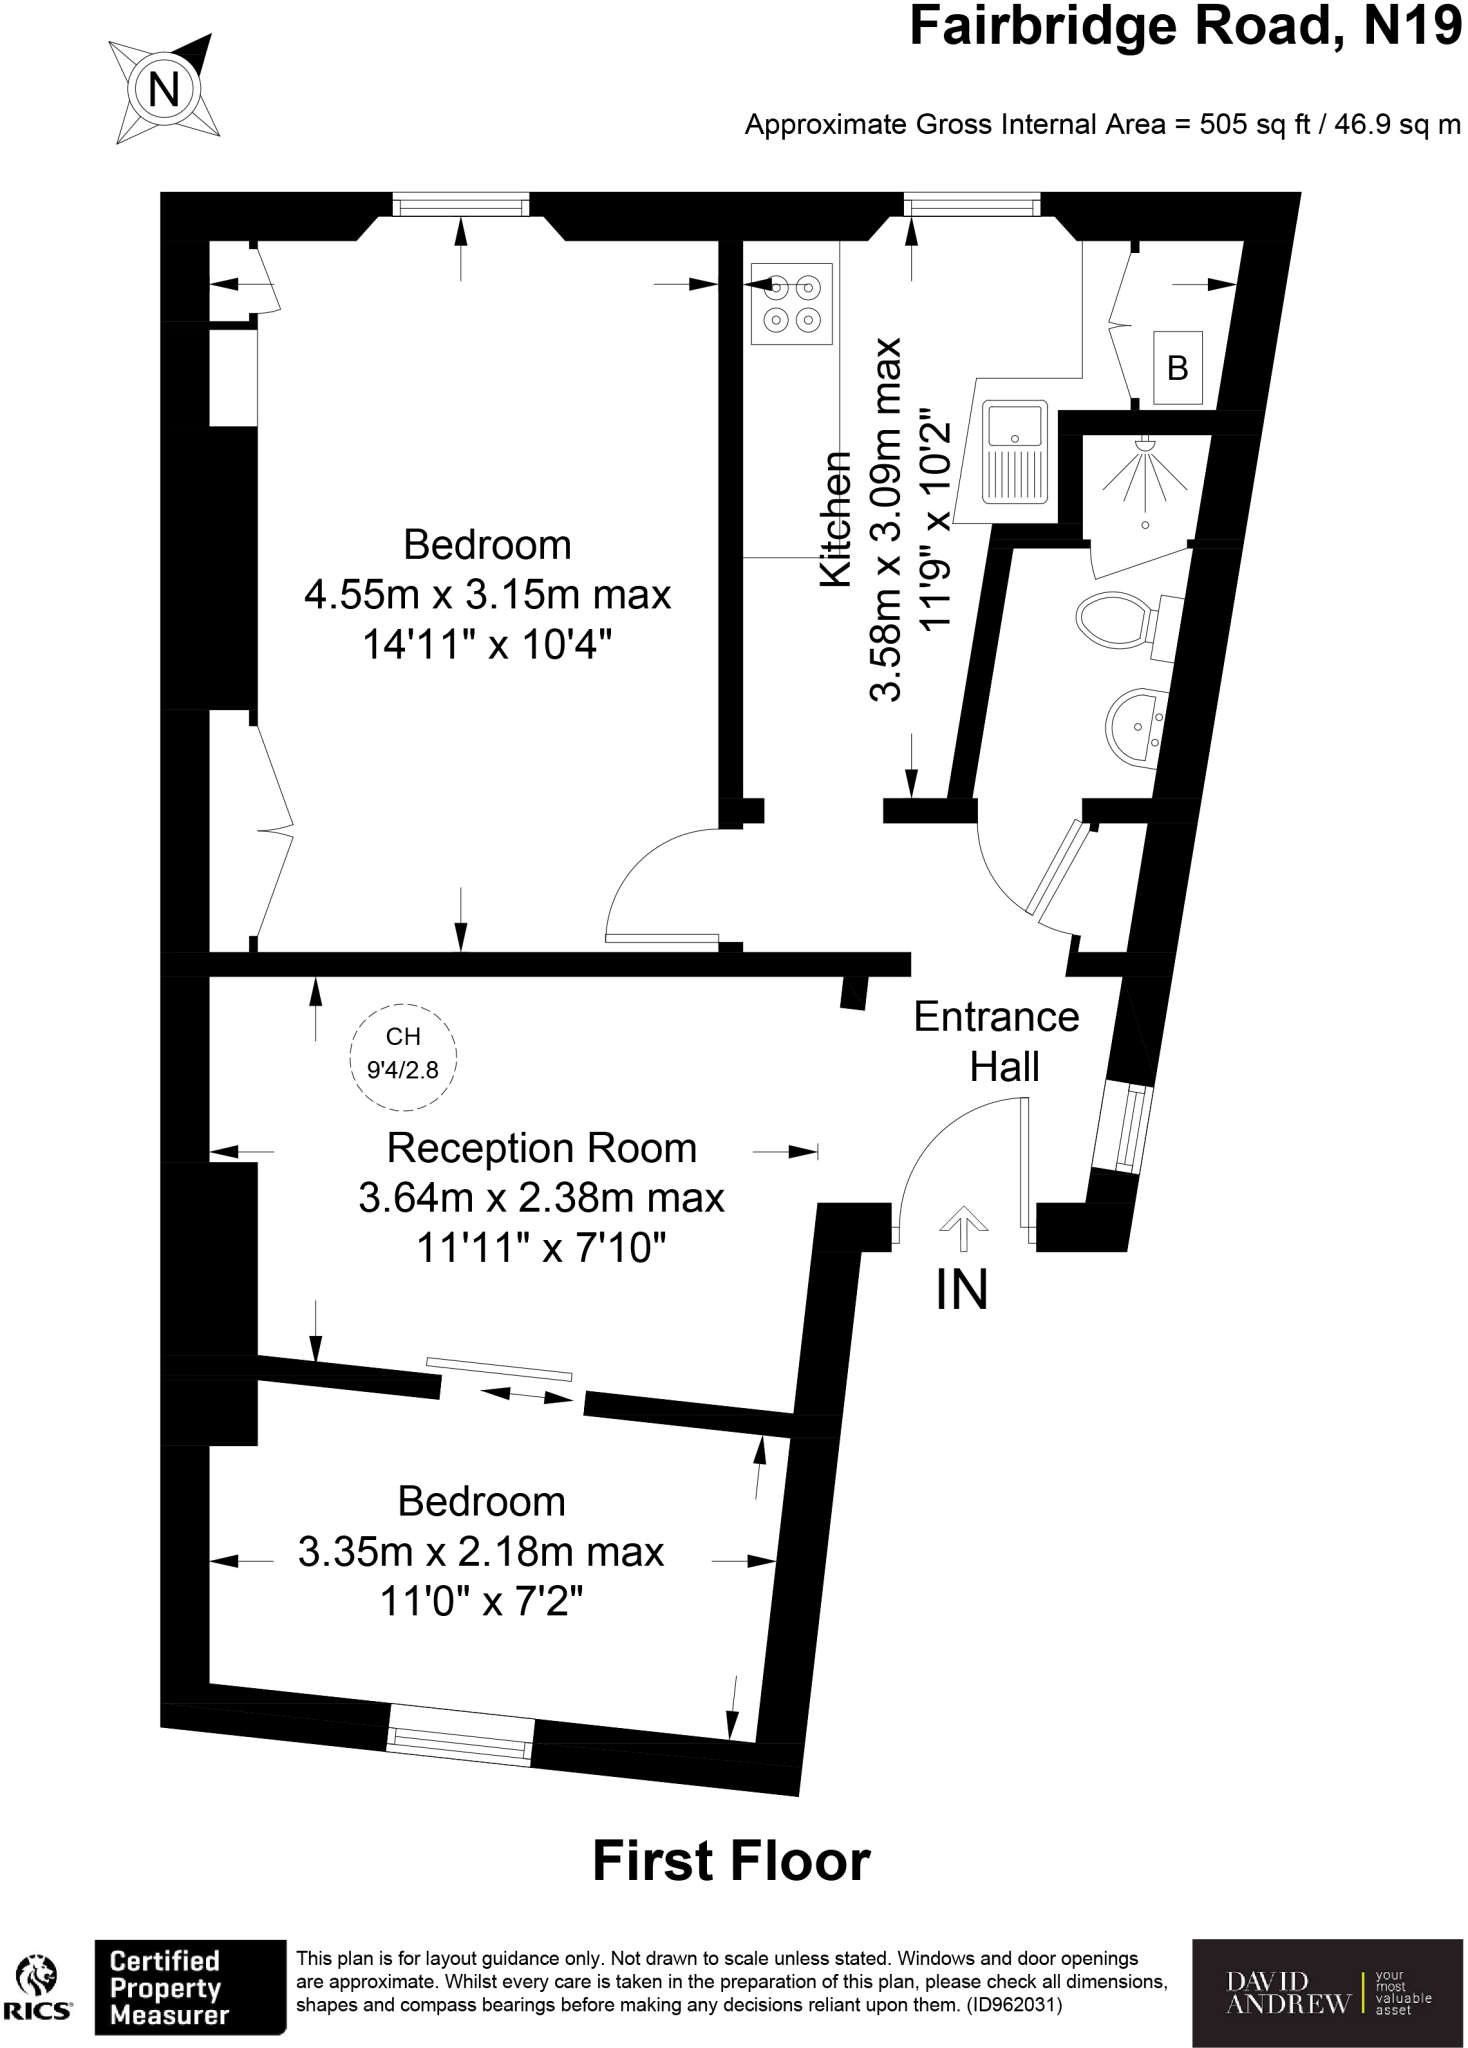 Fairbridge Road, N19
N
Approximate Gross Internal Area = 505 sq ft / 46.9 sq m
B
Bedroom
4.55m x 3.15m max
14'11" x 10'4"
Kitchen
3.58m x 3.09m max
11'9" x 10'2"
Entrance
Hall
CH
9'4/2.8
Reception Room
3.64m x 2.38m max
11'11" x 7'10"
IN
Bedroom
3.35m x 2.18m max
11'0" x 7'2"
First Floor
RICS
Certified
Property
Measurer
This plan is for layout guidance only. Not drawn to scale unless stated. Windows and door openings
are approximate. Whilst every care is taken in the preparation of this plan, please check all dimensions,
shapes and compass bearings before making any decisions reliant upon them. (ID962031)
DAVID
ANDREW
your
most
valuable
asset